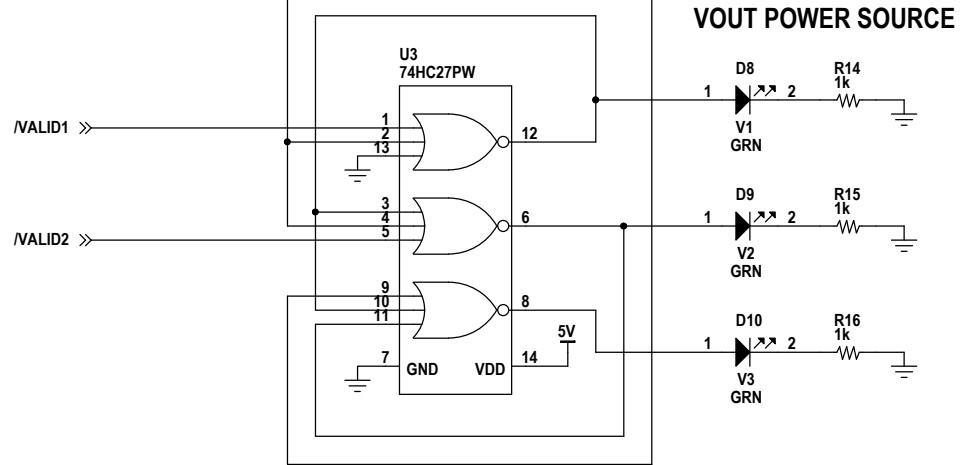 VOUT POWER SOURCE
U3
74HC27PW
/VALID1
1
2
13
12
/VALID2
3
4
5
6
9
10
11
8
7
GND
VDD
14
5V
D8
1
2
V1
GRN
R14
1k
D9
1
2
V2
GRN
R15
1k
D10
1
2
V3
GRN
R16
1k